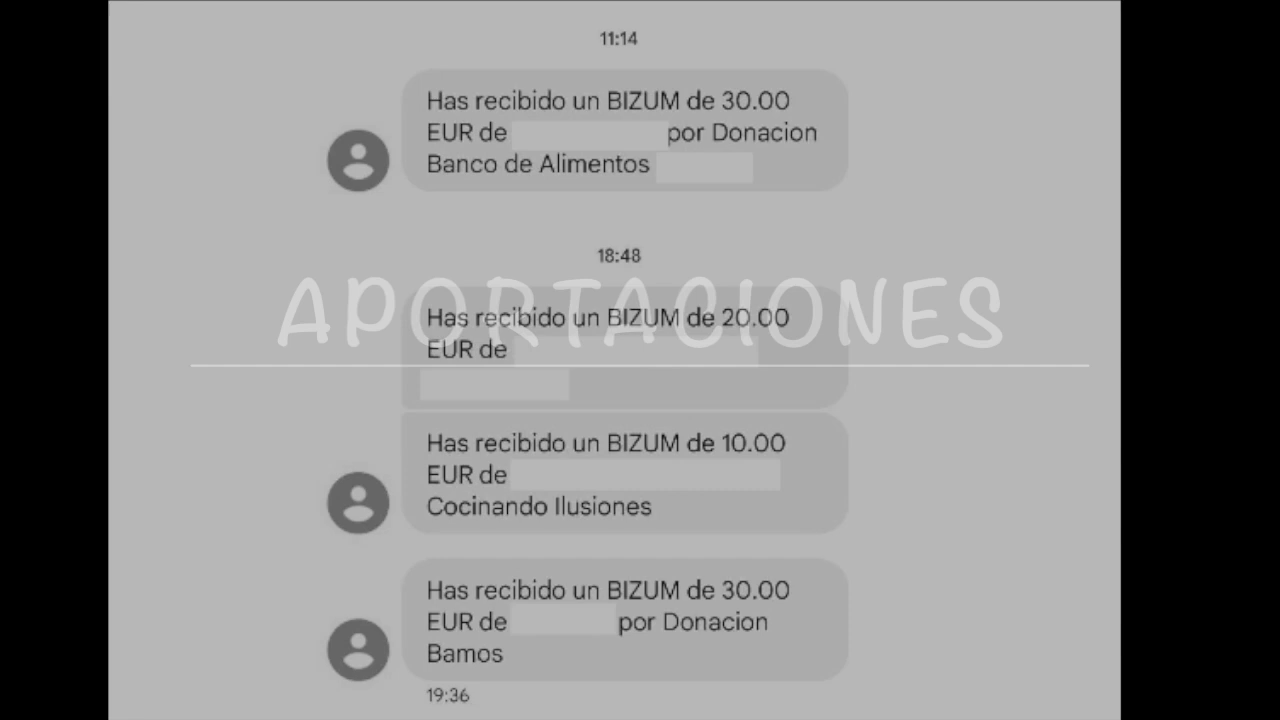 11:14
Has recibido un BIZUM de 30.00
EUR de por Donacion
Banco de Alimentos
18:48
APORTACIONES
Has recibido un BIZUM de 20.00
EUR de
Has recibido un BIZUM de 10.00
EUR de
Cocinando Ilusiones
Has recibido un BIZUM de 30.00
EUR de por Donacion
Bamos
19:36